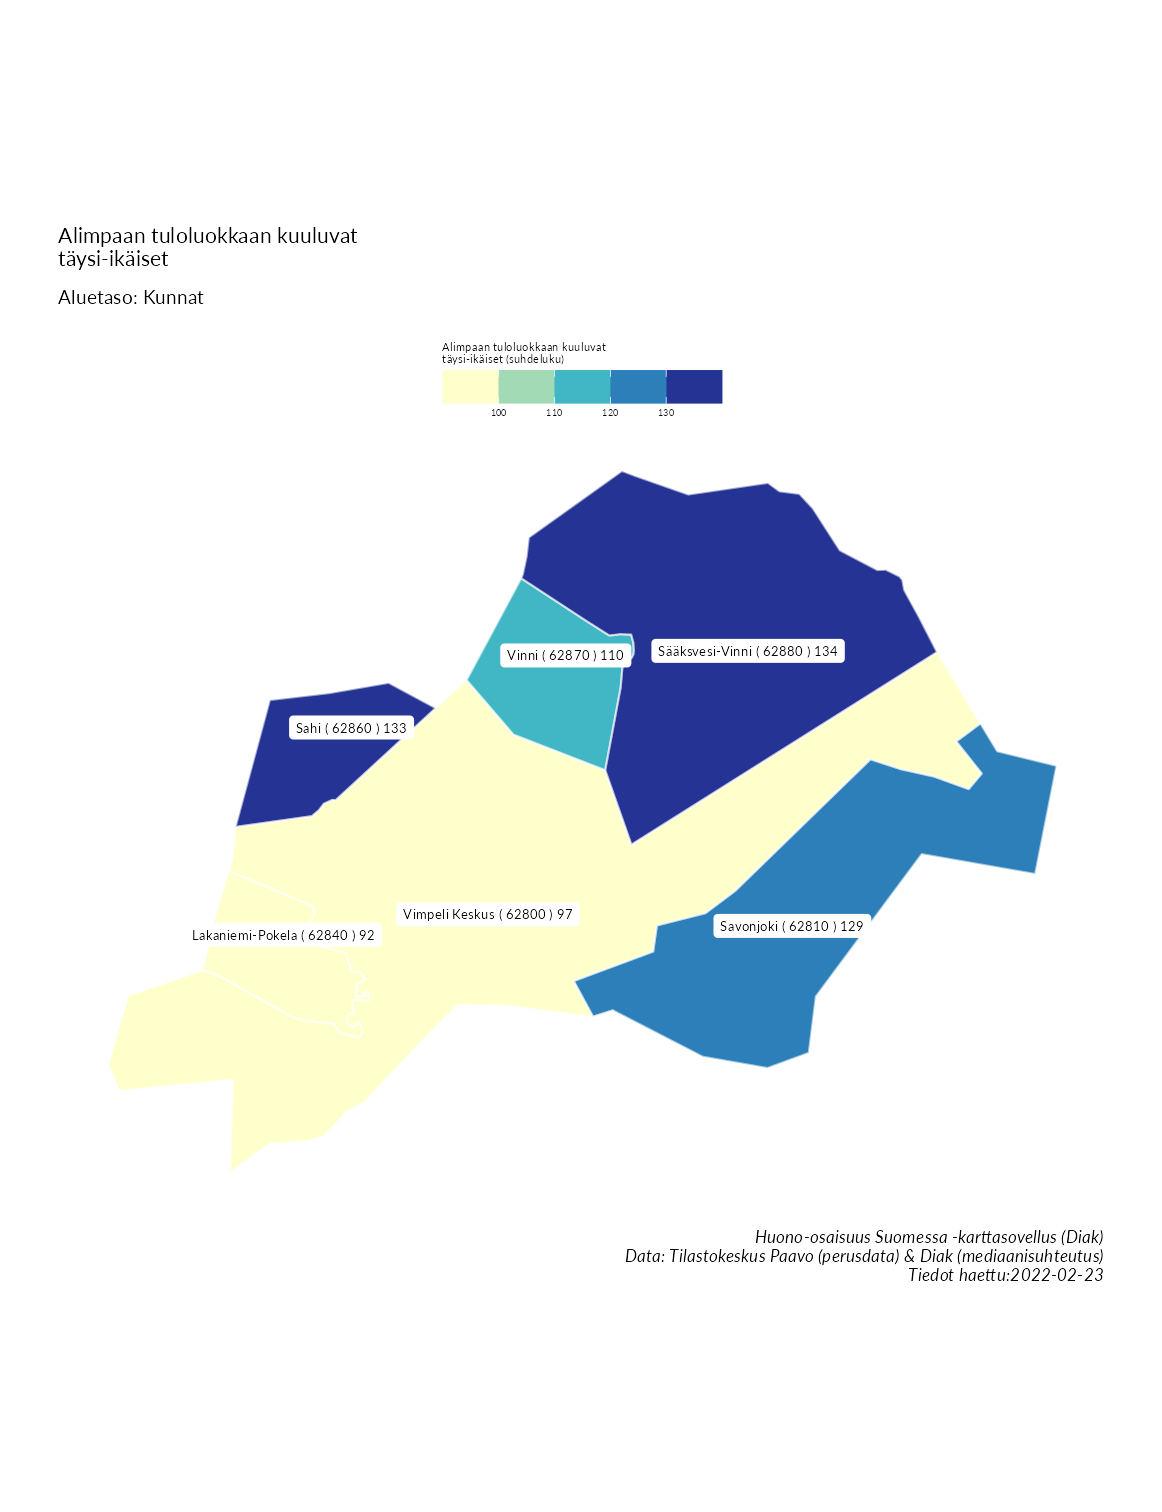 Alimpaan tuloluokkaan kuuluvat
täysi-ikäiset
Aluetaso: Kunnat
Alimpaan tuloluokkaan kuuluvat
täysi-ikäiset (suhdeluku)
100 110 120 130
Sääksvesi-Vinni ( 62880 ) 134
Vinni ( 62870 ) 110
Sahi ( 62860 ) 133
Vimpeli Keskus ( 62800 ) 97
Savonjoki ( 62810 ) 129
Lakaniemi-Pokela ( 62840 ) 92
Huono-osaisuus Suomessa -karttasovellus (Diak)
Data: Tilastokeskus Paavo (perusdata) & Diak (mediaanisuhteutus)
Tiedot haettu:2022-02-23